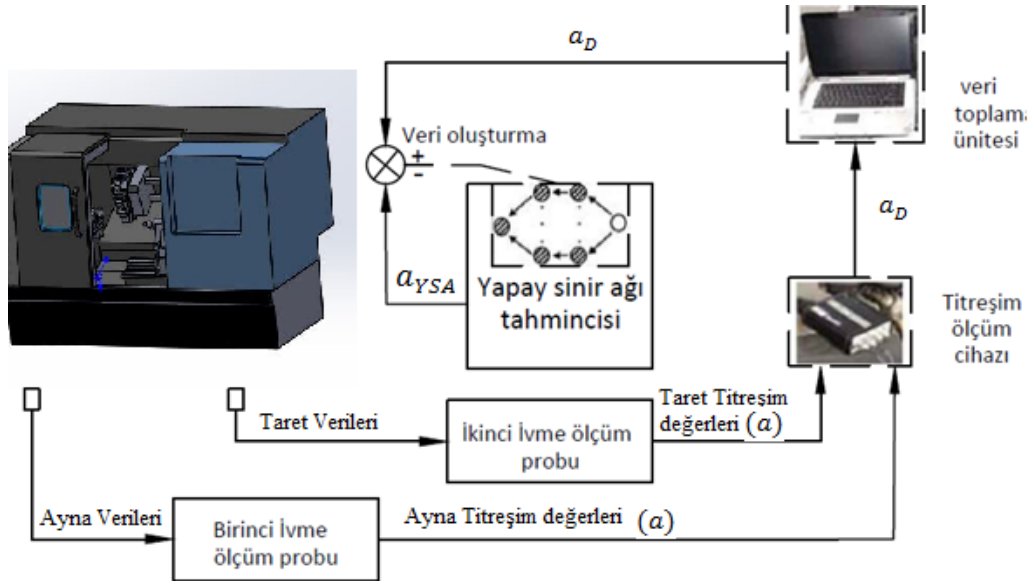 a_D
veri
toplama
ünitesi
Veri oluşturma
+
−
a_D
a_YSA
Yapay sinir ağı
tahmincisi
Titreşim
ölçüm
cihazı
Taret Verileri
İkinci İvme ölçüm
probu
Taret Titreşim
değerleri (a)
Ayna Verileri
Birinci İvme
ölçüm probu
Ayna Titreşim değerleri (a)